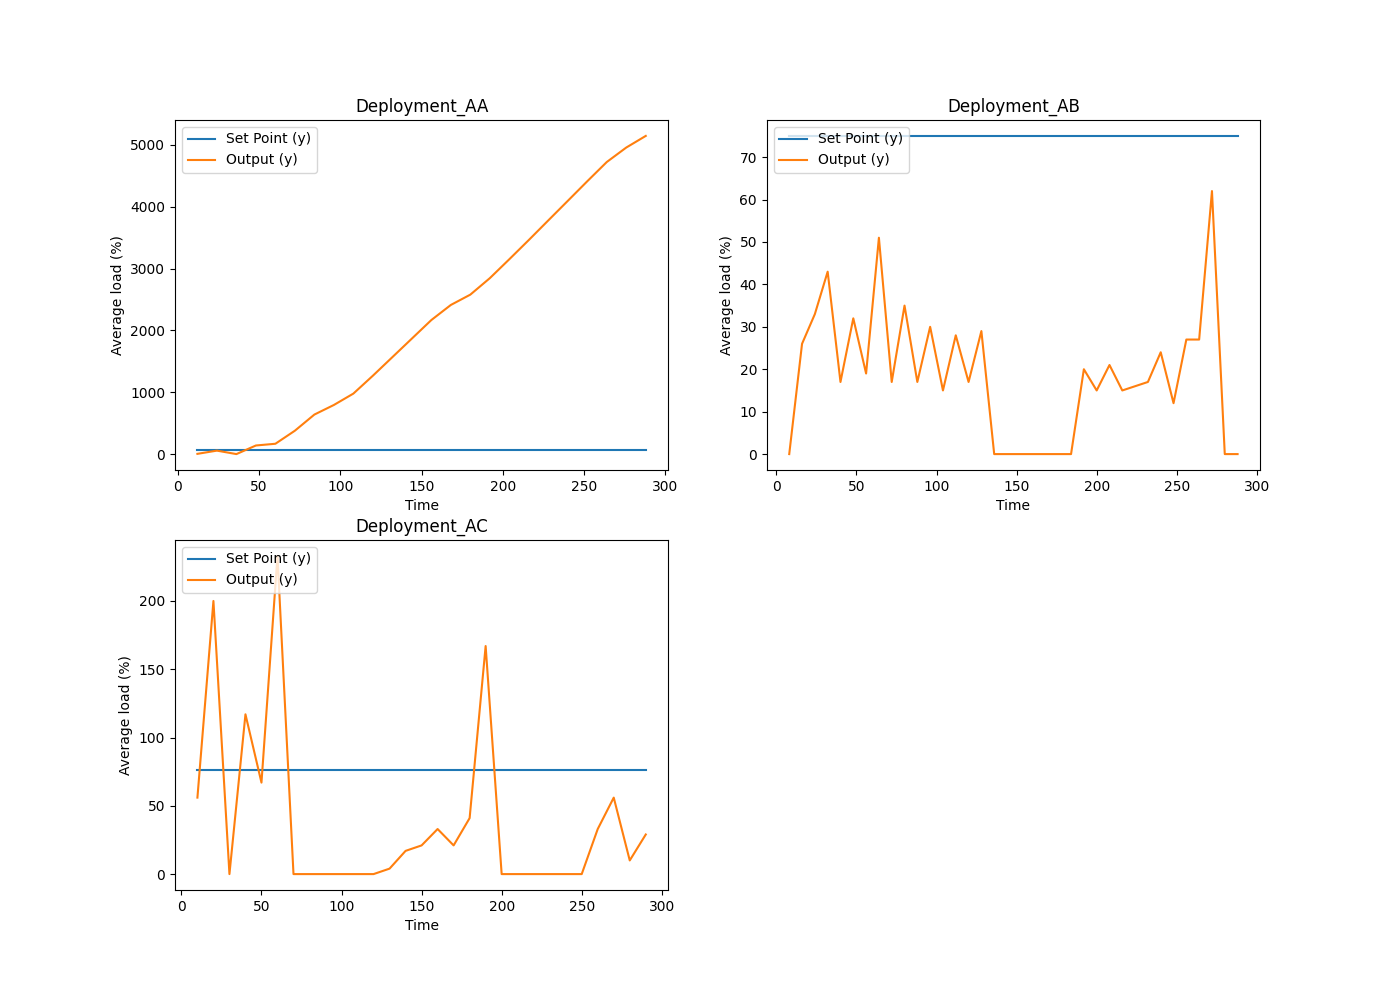 Deployment_AA
Set Point (y)
Output (y)
5000
4000
3000
2000
1000
0
Average load (%)
0 50 100 150 200 250 300
Time
Deployment_AB
Set Point (y)
Output (y)
70
60
50
40
30
20
10
0
Average load (%)
0 50 100 150 200 250 300
Time
Deployment_AC
Set Point (y)
Output (y)
200
150
100
50
0
Average load (%)
0 50 100 150 200 250 300
Time